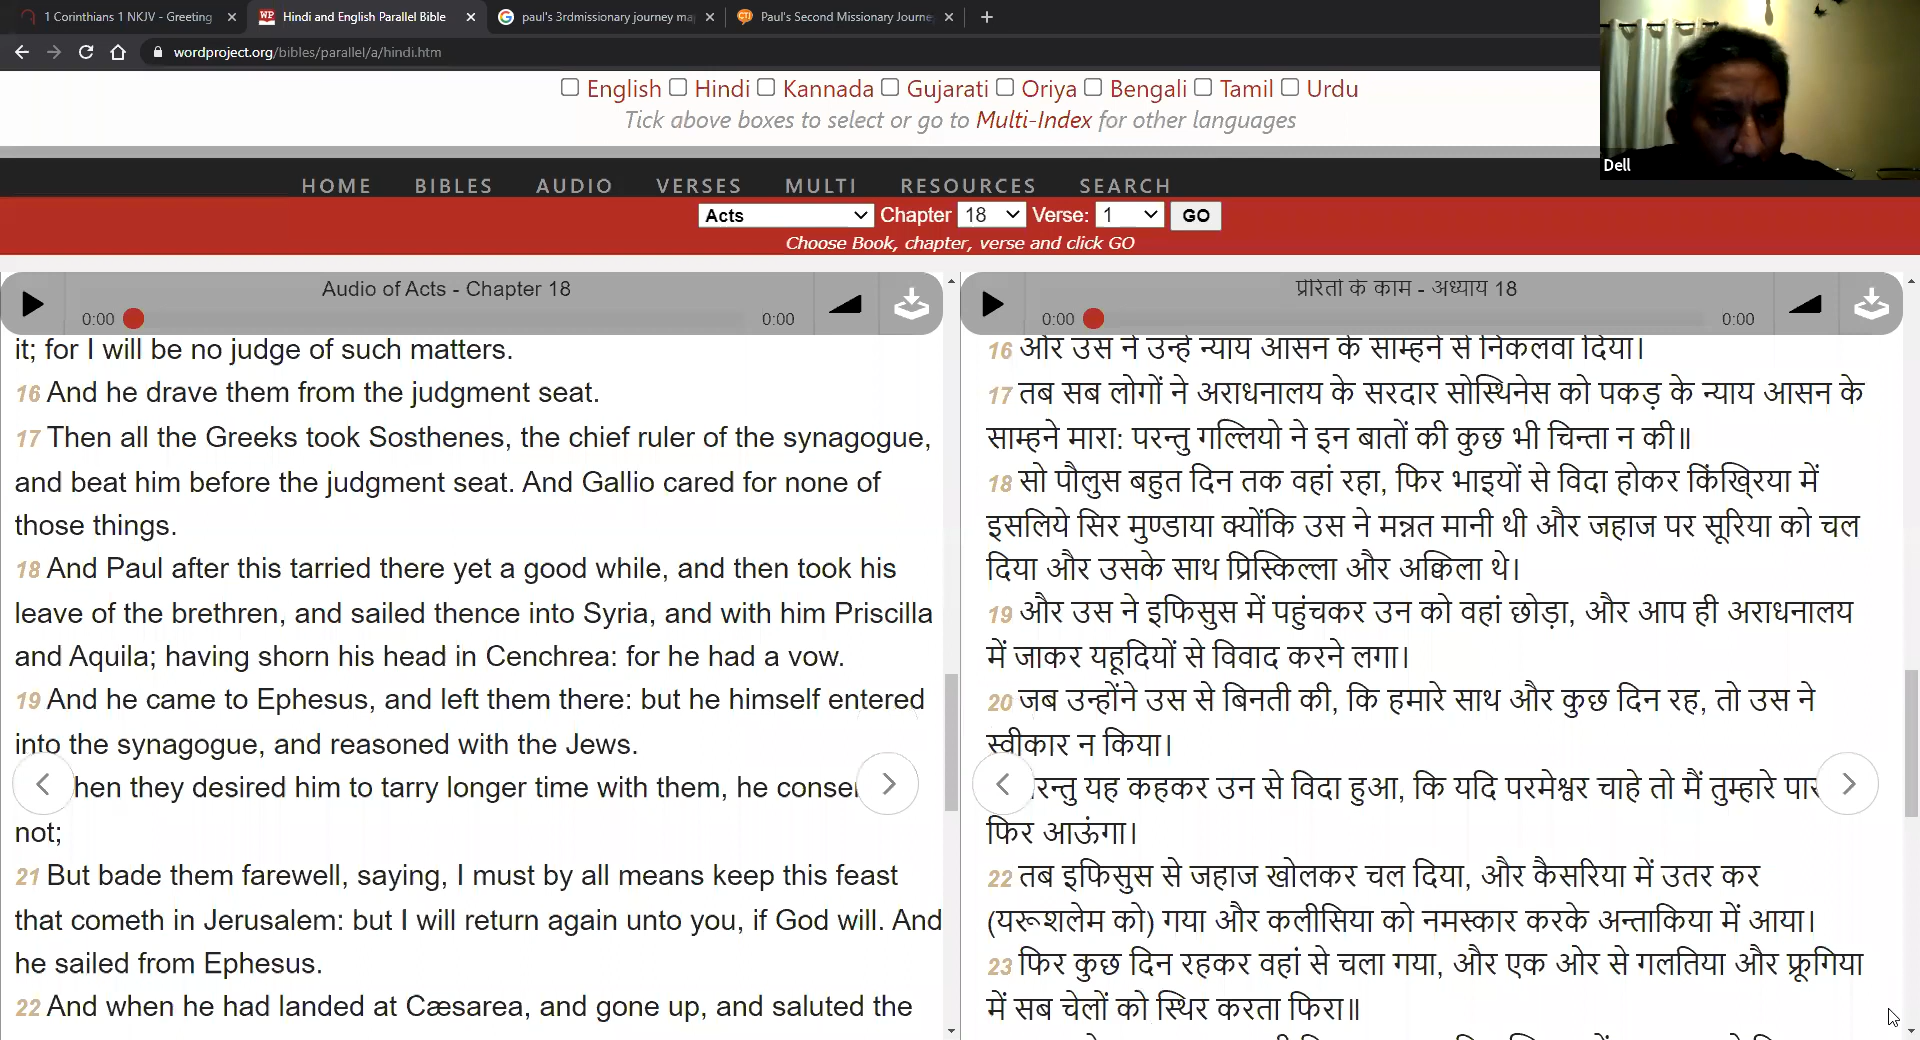 1 Corinthians 1 NKJV - Greeting
Hindi and English Parallel Bible
paul's 3rdmissionary journey ma
Paul's Second Missionary Journe
wordproject.org/bibles/parallel/a/hindi.htm
English Hindi Kannada Gujarati Oriya Bengali Tamil Urdu
Tick above boxes to select or go to Multi-Index for other languages
Dell
HOME BIBLES AUDIO VERSES MULTI RESOURCES SEARCH
Acts Chapter 18 Verse: 1 GO
Choose Book, chapter, verse and click GO
Audio of Acts - Chapter 18
0:00 0:00
it; for I will be no judge of such matters.
16 And he drave them from the judgment seat.
17 Then all the Greeks took Sosthenes, the chief ruler of the synagogue,
and beat him before the judgment seat. And Gallio cared for none of
those things.
18 And Paul after this tarried there yet a good while, and then took his
leave of the brethren, and sailed thence into Syria, and with him Priscilla
and Aquila; having shorn his head in Cenchrea: for he had a vow.
19 And he came to Ephesus, and left them there: but he himself entered
into the synagogue, and reasoned with the Jews.
hen they desired him to tarry longer time with them, he conse
not;
21 But bade them farewell, saying, I must by all means keep this feast
that cometh in Jerusalem: but I will return again unto you, if God will. And
he sailed from Ephesus.
22 And when he had landed at Cæsarea, and gone up, and saluted the
प्रेरितों के काम - अध्याय 18
0:00 0:00
16 और उस ने उन्हें न्याय आसन के साम्हने से निकलवा दिया।
17 तब सब लोगों ने अराधनालय के सरदार सोस्थिनेस को पकड़ के न्याय आसन के
साम्हने मारा: परन्तु गल्लियो ने इन बातों की कुछ भी चिन्ता न की॥
18 सो पौलुस बहुत दिन तक वहां रहा, फिर भाइयों से विदा होकर किंख्रिया में
इसलिये सिर मुण्डाया क्योंकि उस ने मन्नत मानी थी और जहाज पर सूरिया को चल
दिया और उसके साथ प्रिस्किल्ला और अक्विला थे।
19 और उस ने इफिसुस में पहुंचकर उन को वहां छोड़ा, और आप ही अराधनालय
में जाकर यहूदियों से विवाद करने लगा।
20 जब उन्होंने उस से बिनती की, कि हमारे साथ और कुछ दिन रह, तो उस ने
स्वीकार न किया।
रन्तु यह कहकर उन से विदा हुआ, कि यदि परमेश्वर चाहे तो मैं तुम्हारे पास
फिर आऊंगा।
22 तब इफिसुस से जहाज खोलकर चल दिया, और कैसरिया में उतर कर
(यरूशलेम को) गया और कलीसिया को नमस्कार करके अन्ताकिया में आया।
23 फिर कुछ दिन रहकर वहां से चला गया, और एक ओर से गलतिया और फ्रूगिया
में सब चेलों को स्थिर करता फिरा॥